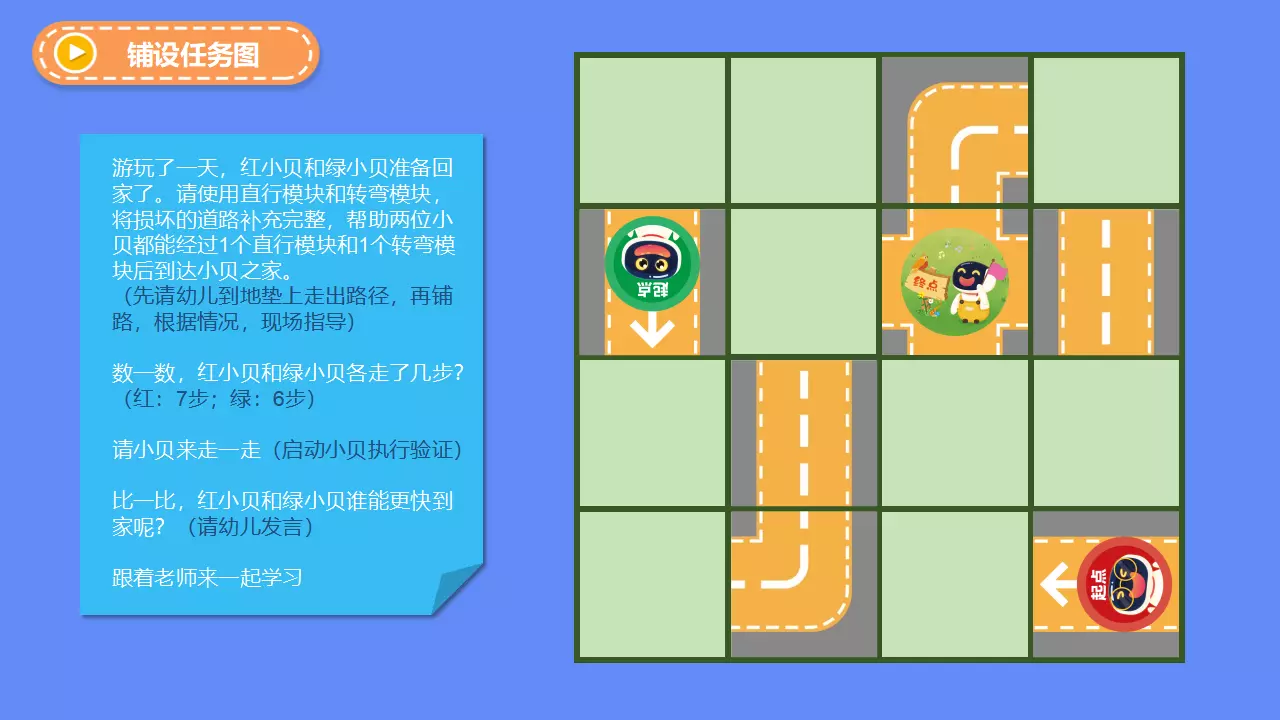 铺设任务图
游玩了一天，红小贝和绿小贝准备回
家了。请使用直行模块和转弯模块，
将损坏的道路补充完整，帮助两位小
贝都能经过1个直行模块和1个转弯模
块后到达小贝之家。
（先请幼儿到地垫上走出路径，再铺
路，根据情况，现场指导）
数一数，红小贝和绿小贝各走了几步？
（红：7步；绿：6步）
请小贝来走一走（启动小贝执行验证）
比一比，红小贝和绿小贝谁能更快到
家呢？（请幼儿发言）
跟着老师来一起学习
起点
终点
起点